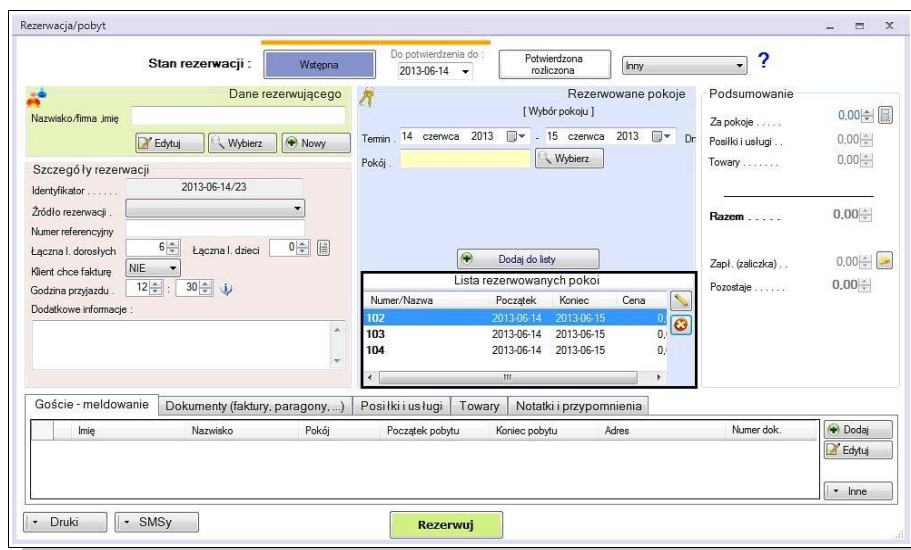 Rezerwacja/pobyt
Stan rezerwacji :
Wstępna
Do potwierdzenia do :
2013-06-14
Potwierdzona
rozliczona
Inny
?
Dane rezerwującego
Nazwisko/firma ,imię
Edytuj
Wybierz
Nowy
Szczegóły rezerwacji
Identyfikator . . . . . . 2013-06-14/23
Źródło rezerwacji .
Numer referencyjny
Łączna l. dorosłych 6 Łączna l. dzieci 0
Klient chce fakturę NIE
Godzina przyjazdu . 12 : 30
Dodatkowe informacje :
Rezerwowane pokoje
[ Wybór pokoju ]
Termin . 14 czerwca 2013 - 15 czerwca 2013 Dr
Pokój . Wybierz
Dodaj do listy
Lista rezerwowanych pokoi
Numer/Nazwa Początek Koniec Cena
102 2013-06-14 2013-06-15 0.
103 2013-06-14 2013-06-15 0.
104 2013-06-14 2013-06-15 0.
Podsumowanie
Za pokoje . . . . . 0,00
Posiłki i usługi . . 0,00
Towary . . . . . . . 0,00
Razem . . . . . 0,00
Zapł. (zaliczka) . . 0,00
Pozostaje . . . . . . 0,00
Goście - meldowanie
Dokumenty (faktury, paragony, ...)
Posiłki i usługi
Towary
Notatki i przypomnienia
Imię Nazwisko Pokój Początek pobytu Koniec pobytu Adres Numer dok.
Dodaj
Edytuj
Inne
Druki
SMSy
Rezerwuj